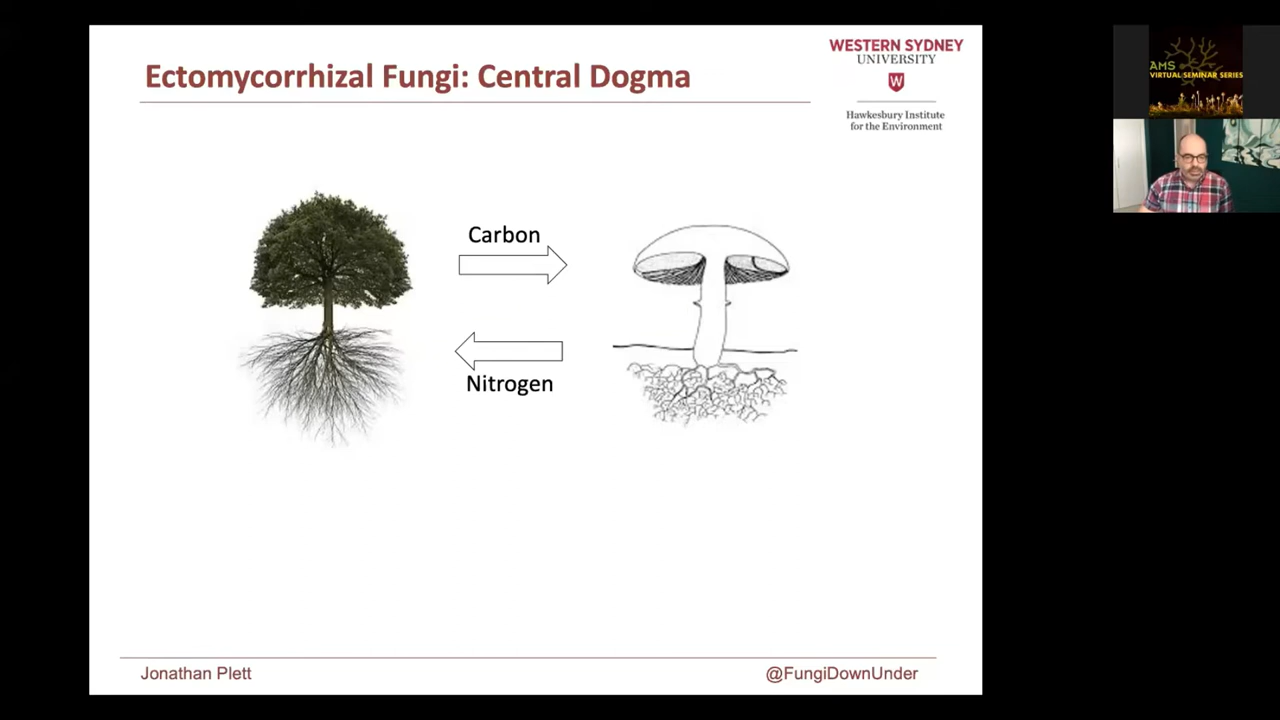 Ectomycorrhizal Fungi: Central Dogma
WESTERN SYDNEY
UNIVERSITY
W
Hawkesbury Institute
for the Environment
Carbon
Nitrogen
Jonathan Plett
@FungiDownUnder
AMS
VIRTUAL SEMINAR SERIES